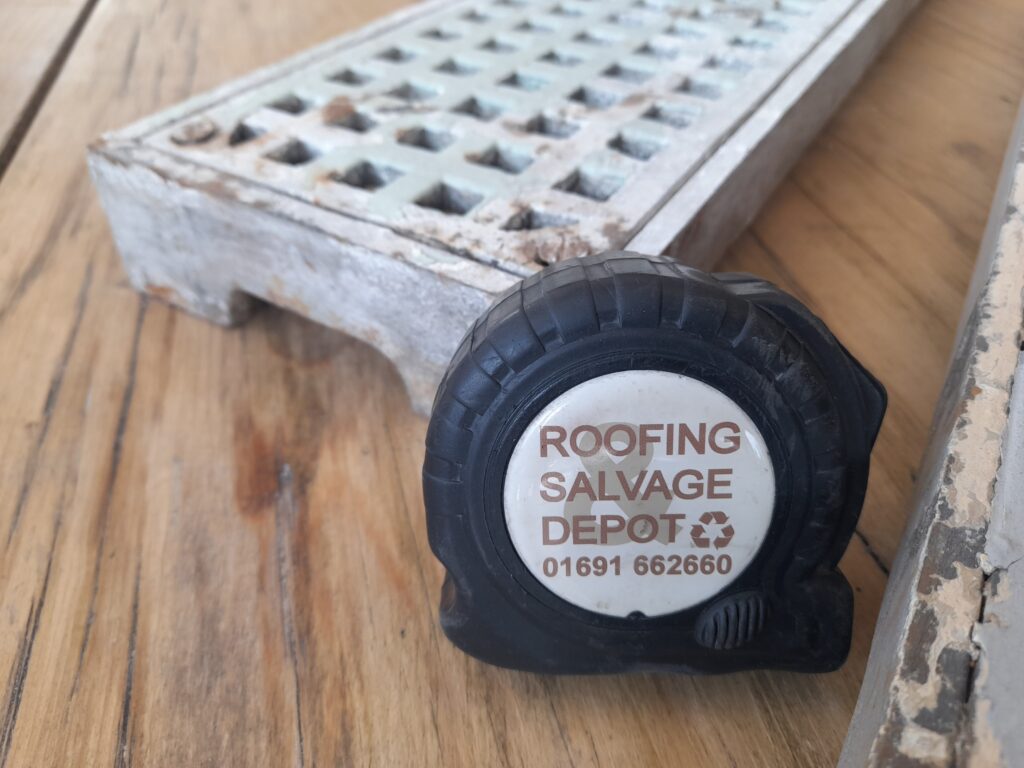 &
ROOFING
SALVAGE
DEPOT
01691 662660